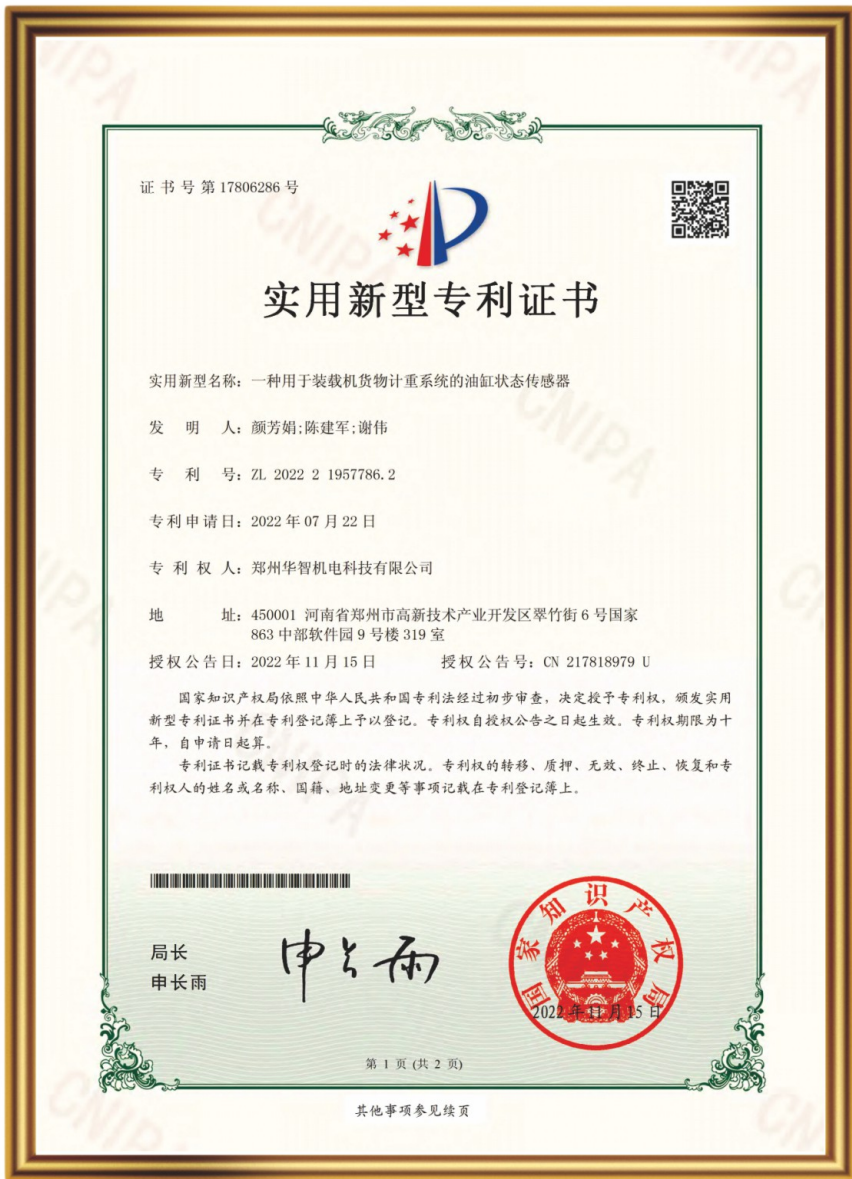 证书号第17806286号
实用新型专利证书
实用新型名称：一种用于装载机货物计重系统的油缸状态传感器
发明人：颜芳娟;陈建军;谢伟
专利号：ZL 2022 2 1957786.2
专利申请日：2022年07月22日
专利权人：郑州华智机电科技有限公司
地址：450001 河南省郑州市高新技术产业开发区翠竹街6号国家
863中部软件园9号楼319室
授权公告日：2022年11月15日 授权公告号：CN 217818979 U
国家知识产权局依照中华人民共和国专利法经过初步审查，决定授予专利权，颁发实用
新型专利证书并在专利登记簿上予以登记。专利权自授权公告之日起生效。专利权期限为十
年，自申请日起算。
专利证书记载专利权登记时的法律状况。专利权的转移、质押、无效、终止、恢复和专
利权人的姓名或名称、国籍、地址变更等事项记载在专利登记簿上。
局长
申长雨
申长雨
国家知识产权局
2022年11月15日
第1页(共2页)
其他事项参见续页
CNIPA
CNIPA
CNIPA
CNIPA